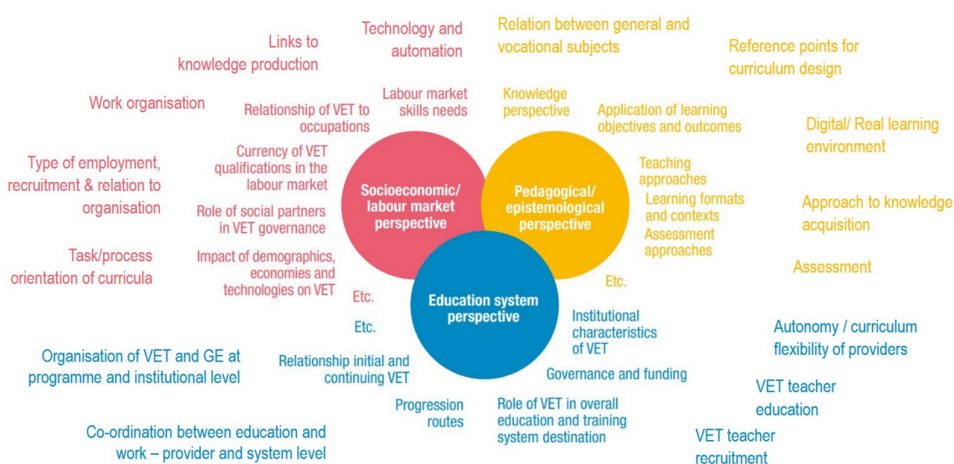 Links to
knowledge production
Technology and
automation
Relation between general and
vocational subjects
Reference points for
curriculum design
Work organisation
Relationship of VET to
occupations
Labour market
skills needs
Knowledge
perspective
Application of learning
objectives and outcomes
Digital/ Real learning
environment
Type of employment,
recruitment & relation to
organisation
Currency of VET
qualifications in the
labour market
Socioeconomic/
labour market
perspective
Pedagogical/
epistemological
perspective
Teaching
approaches
Learning formats
and contexts
Assessment
approaches
Approach to knowledge
acquisition
Role of social partners
in VET governance
Task/process
orientation of curricula
Impact of demographics,
economies and
technologies on VET
Etc.
Etc.
Assessment
Etc.
Education system
perspective
Institutional
characteristics
of VET
Autonomy / curriculum
flexibility of providers
Organisation of VET and GE at
programme and institutional level
Relationship initial and
continuing VET
Governance and funding
VET teacher
education
Progression
routes
Role of VET in overall
education and training
system destination
Co-ordination between education and
work – provider and system level
VET teacher
recruitment